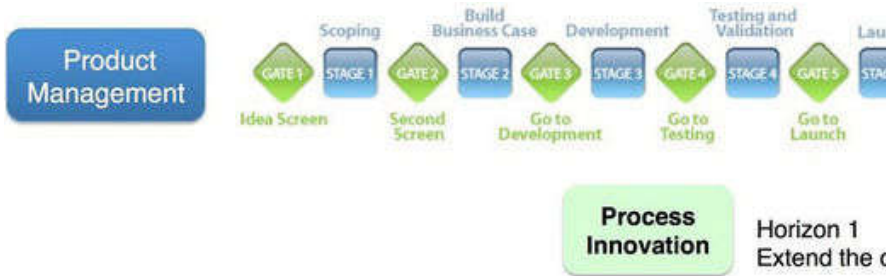 Product
Management
Scoping
Build
Business Case
Development
Testing and
Validation
GATE 1
STAGE 1
GATE 2
STAGE 2
GATE 3
STAGE 3
GATE 4
STAGE 4
GATE 5
Idea Screen
Second
Screen
Go to
Development
Go to
Testing
Go to
Launch
Process
Innovation
Horizon 1
Extend the